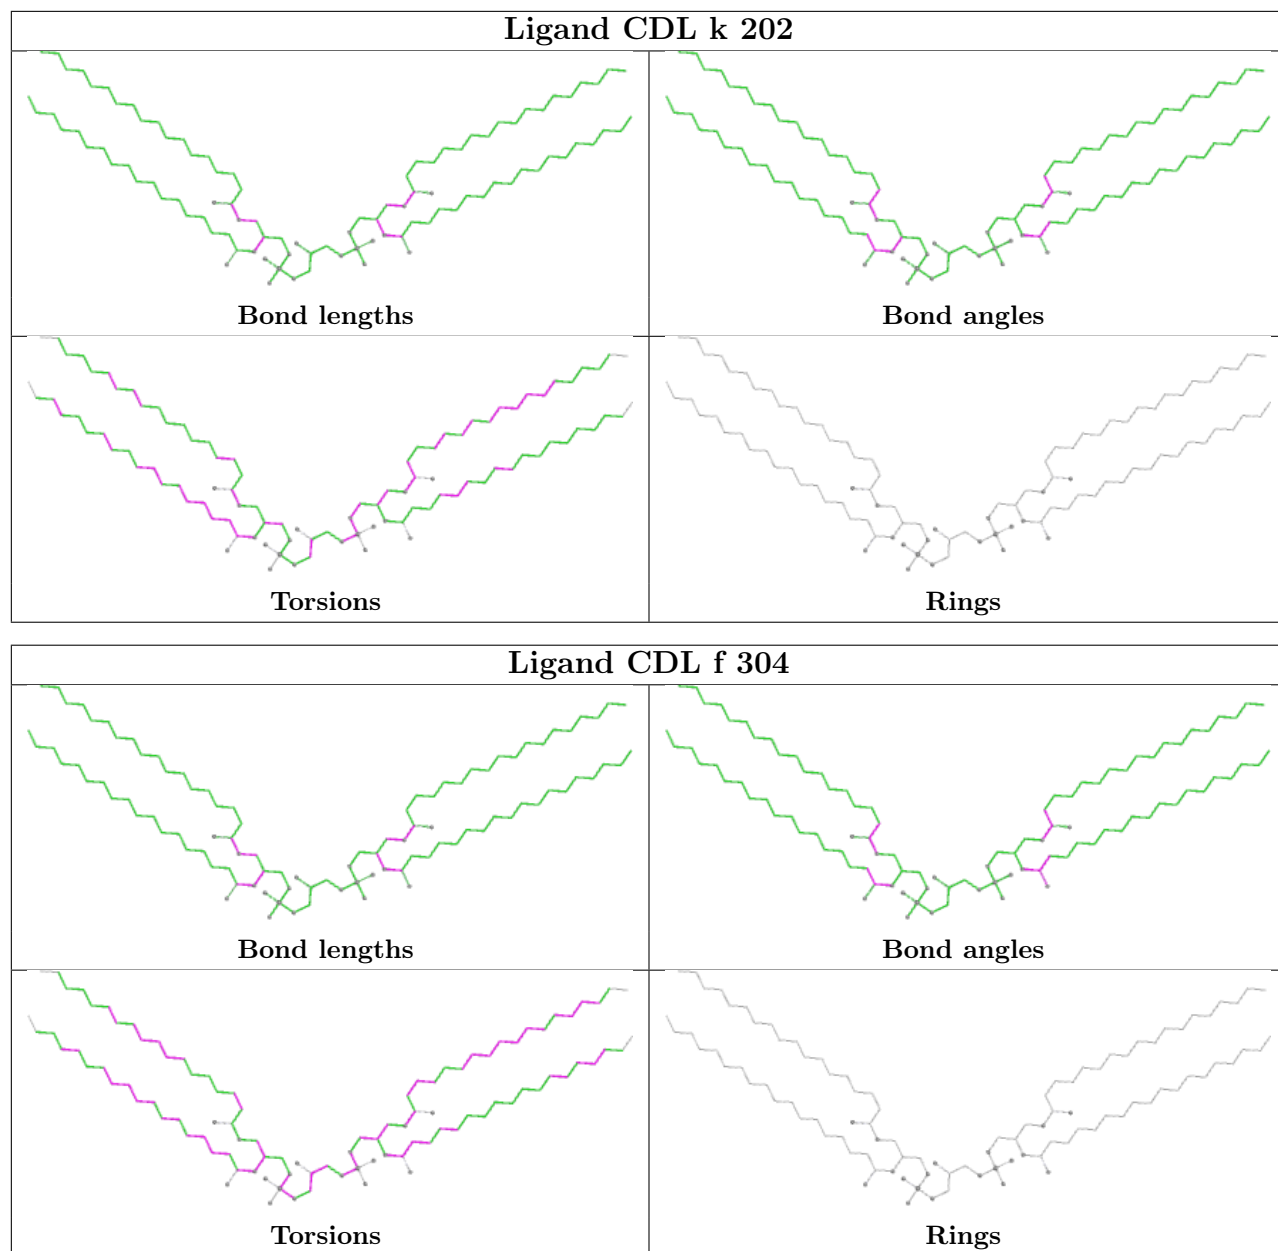 Ligand CDL k 202
Bond lengths
Bond angles
Torsions
Rings
Ligand CDL f 304
Bond lengths
Bond angles
Torsions
Rings